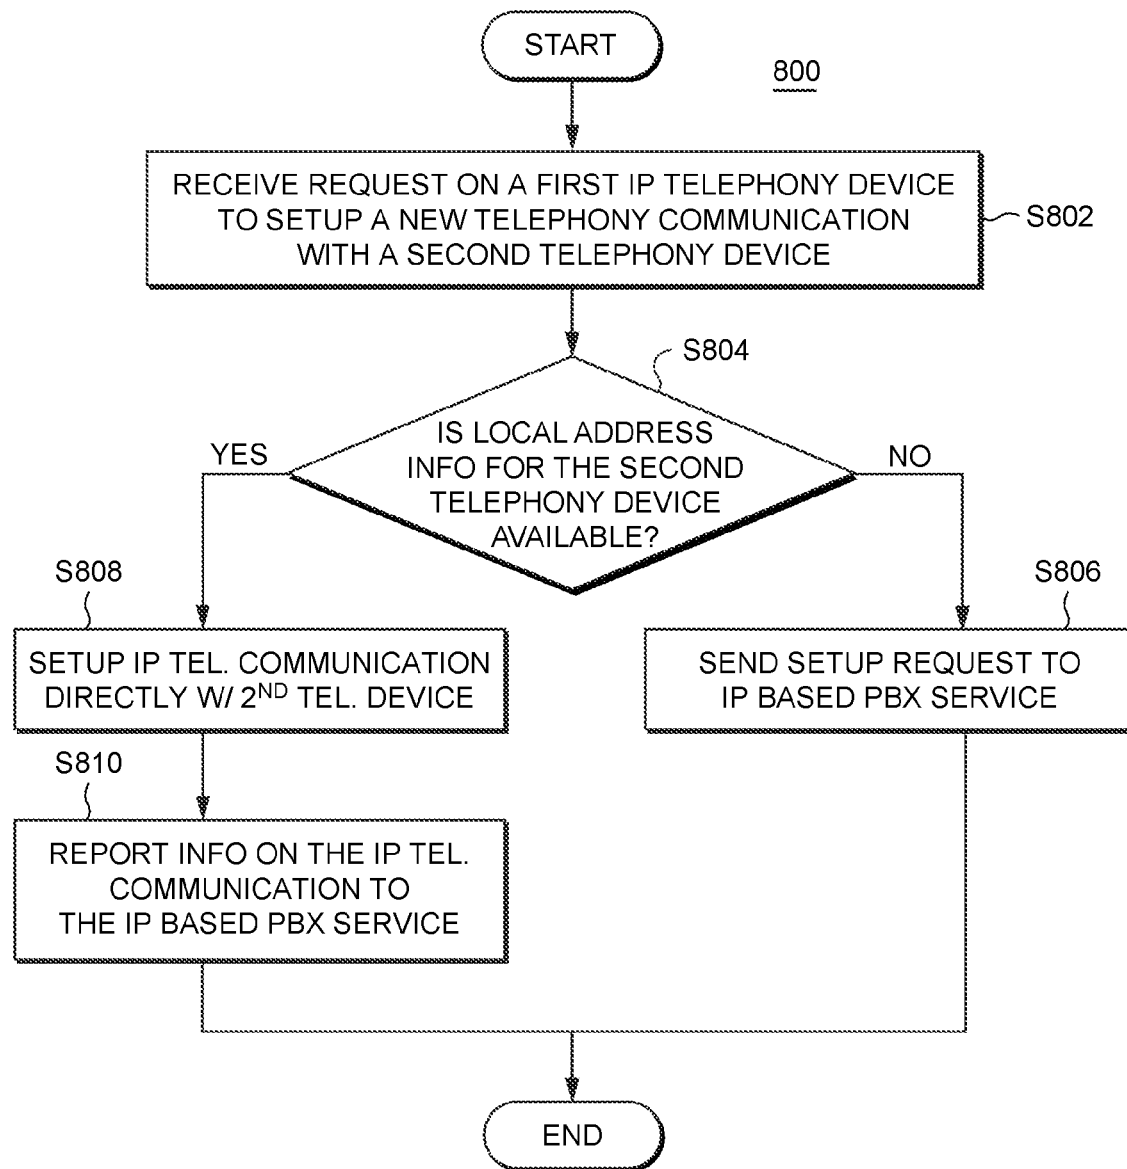 START
800
RECEIVE REQUEST ON A FIRST IP TELEPHONY DEVICE
TO SETUP A NEW TELEPHONY COMMUNICATION
WITH A SECOND TELEPHONY DEVICE
S802
S804
IS LOCAL ADDRESS
INFO FOR THE SECOND
TELEPHONY DEVICE
AVAILABLE?
YES
NO
S808
SETUP IP TEL. COMMUNICATION
DIRECTLY W/ 2ND TEL. DEVICE
S806
SEND SETUP REQUEST TO
IP BASED PBX SERVICE
S810
REPORT INFO ON THE IP TEL.
COMMUNICATION TO
THE IP BASED PBX SERVICE
END